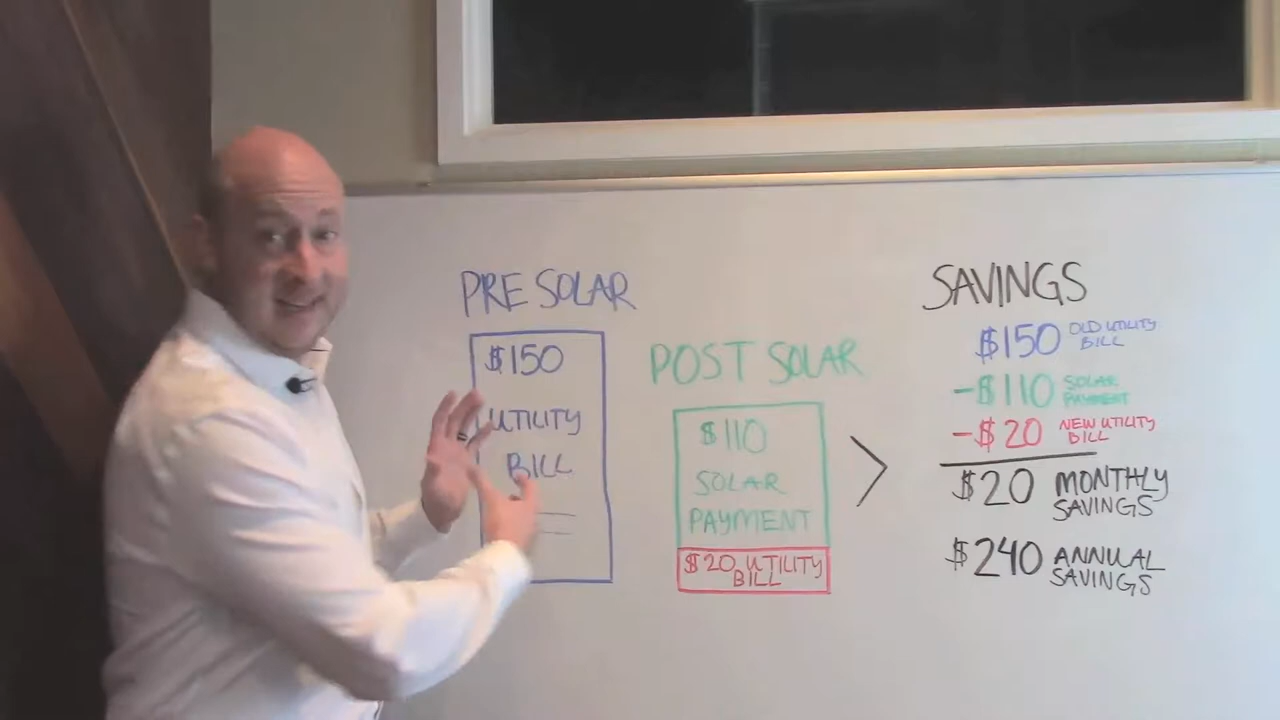 PRE SOLAR
$150
UTILITY
BILL
POST SOLAR
$110
SOLAR
PAYMENT
$20 UTILITY
BILL
>
SAVINGS
$150 OLD UTILITY
BILL
-$110 SOLAR
PAYMENT
-$20 NEW UTILITY
BILL
$20 MONTHLY
SAVINGS
$240 ANNUAL
SAVINGS